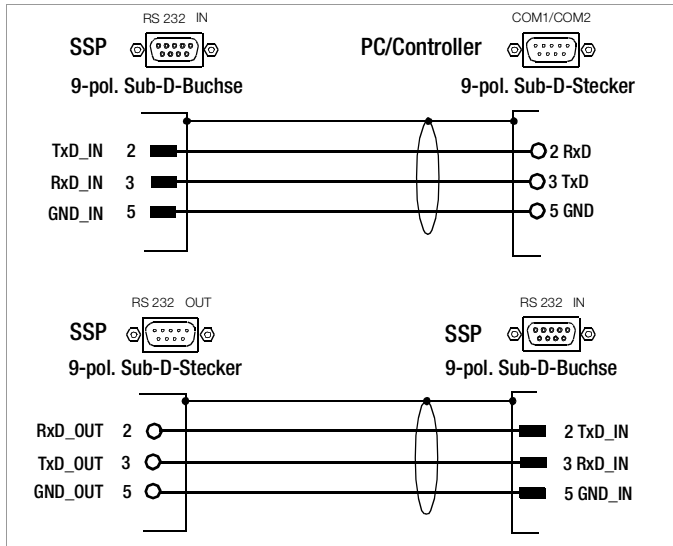 RS 232 IN COM1/COM2
SSP PC/Controller
9-pol. Sub-D-Buchse 9-pol. Sub-D-Stecker
TxD_IN 2 2 RxD
RxD_IN 3 3 TxD
GND_IN 5 5 GND
RS 232 OUT RS 232 IN
SSP SSP
9-pol. Sub-D-Stecker 9-pol. Sub-D-Buchse
RxD_OUT 2 2 TxD_IN
TxD_OUT 3 3 RxD_IN
GND_OUT 5 5 GND_IN